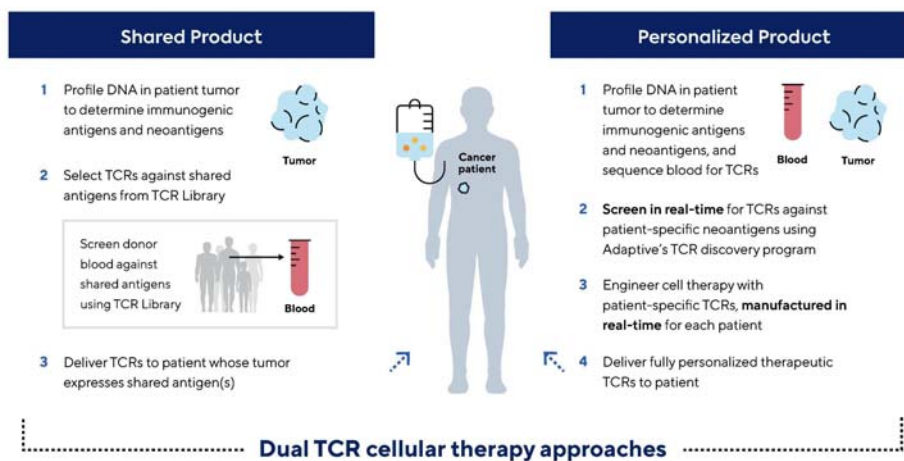 Shared Product
1 Profile DNA in patient tumor
to determine immunogenic
antigens and neoantigens
Tumor
2 Select TCRs against shared
antigens from TCR Library
Screen donor
blood against
shared antigens
using TCR Library
Blood
3 Deliver TCRs to patient whose tumor
expresses shared antigen(s)
Cancer
patient
Personalized Product
1 Profile DNA in patient
tumor to determine
immunogenic antigens
and neoantigens, and
sequence blood for TCRs
Blood
Tumor
2 Screen in real-time for TCRs against
patient-specific neoantigens using
Adaptive's TCR discovery program
3 Engineer cell therapy with
patient-specific TCRs, manufactured in
real-time for each patient
4 Deliver fully personalized therapeutic
TCRs to patient
Dual TCR cellular therapy approaches